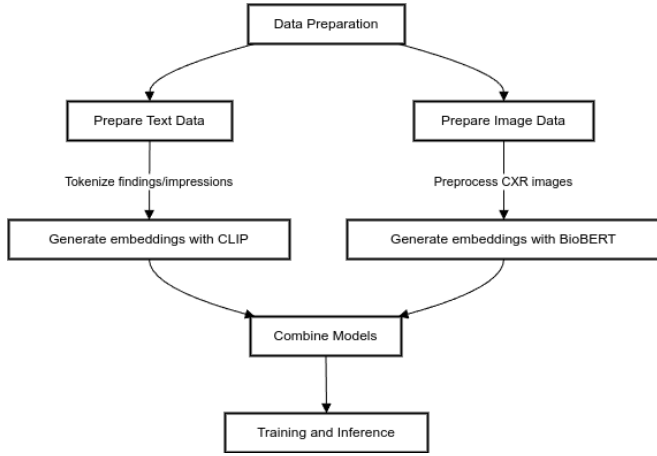 Data Preparation
Prepare Text Data
Prepare Image Data
Tokenize findings/impressions
Preprocess CXR images
Generate embeddings with CLIP
Generate embeddings with BioBERT
Combine Models
Training and Inference